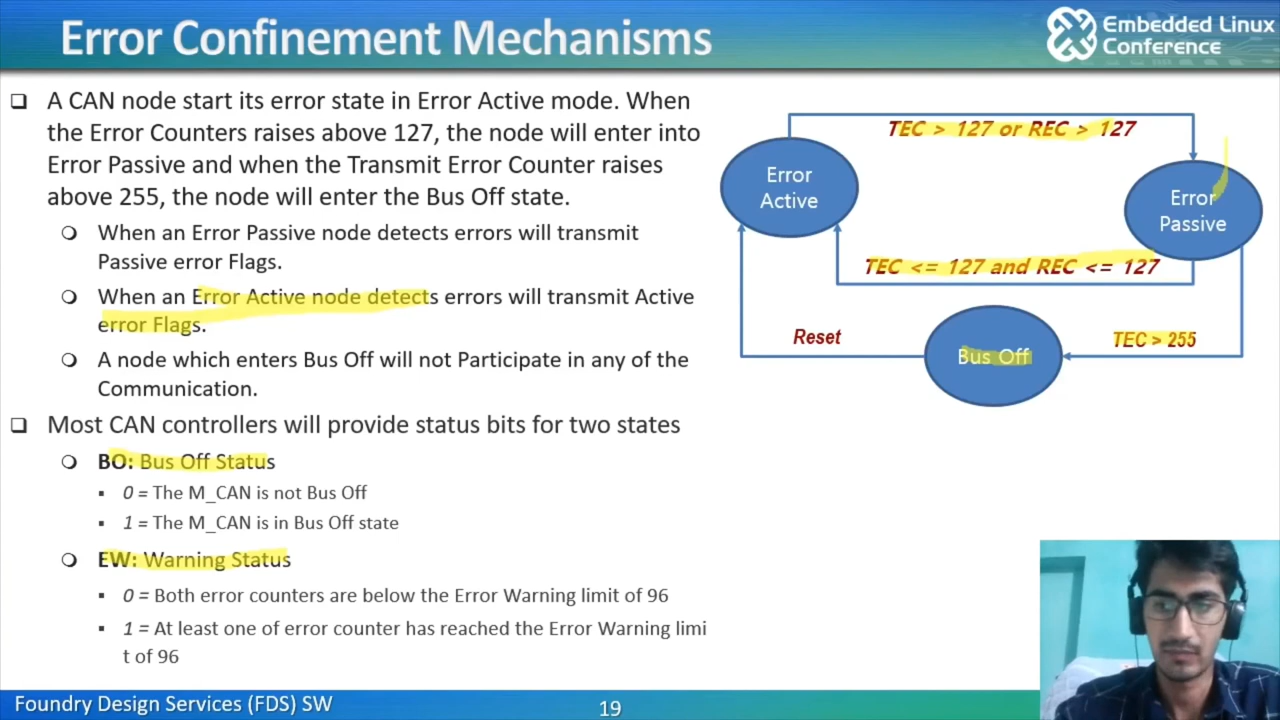 Error Confinement Mechanisms
Embedded Linux
Conference
A CAN node start its error state in Error Active mode. When
the Error Counters raises above 127, the node will enter into
Error Passive and when the Transmit Error Counter raises
above 255, the node will enter the Bus Off state.
When an Error Passive node detects errors will transmit
Passive error Flags.
When an Error Active node detects errors will transmit Active
error Flags.
A node which enters Bus Off will not Participate in any of the
Communication.
Most CAN controllers will provide status bits for two states
BO: Bus Off Status
0 = The M_CAN is not Bus Off
1 = The M_CAN is in Bus Off state
EW: Warning Status
0 = Both error counters are below the Error Warning limit of 96
1 = At least one of error counter has reached the Error Warning limi
t of 96
TEC > 127 or REC > 127
Error
Active
Error
Passive
TEC <= 127 and REC <= 127
Reset
Bus Off
TEC > 255
Foundry Design Services (FDS) SW
19